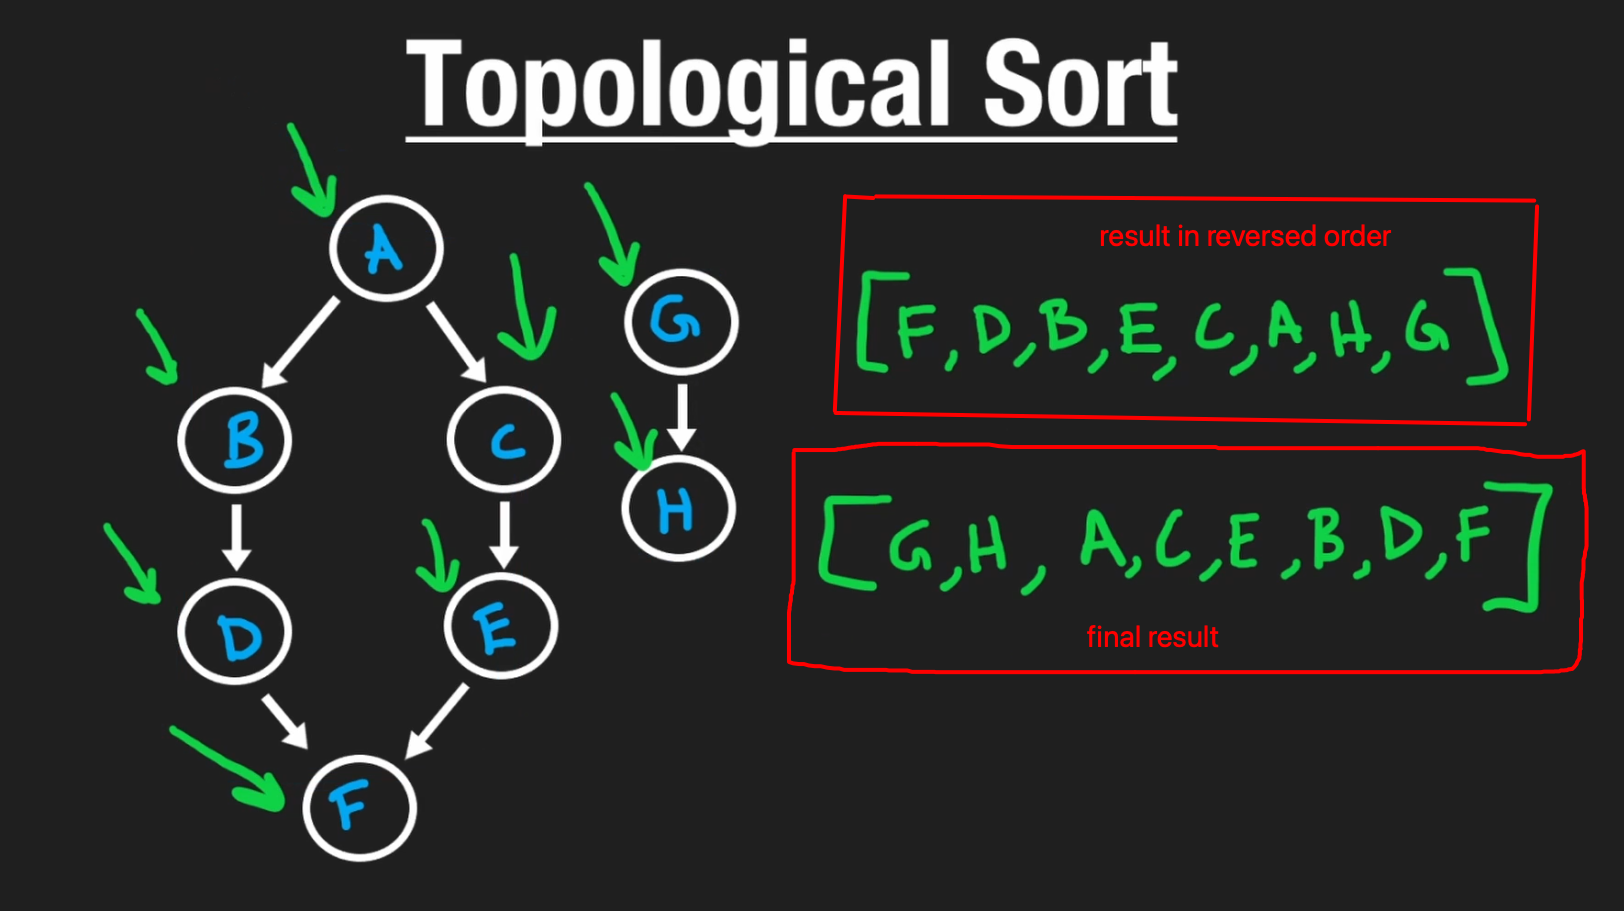 Topological Sort
A
B
C
D
E
F
G
H
result in reversed order
[F, D, B, E, C, A, H, G]
[G, H, A, C, E, B, D, F]
final result